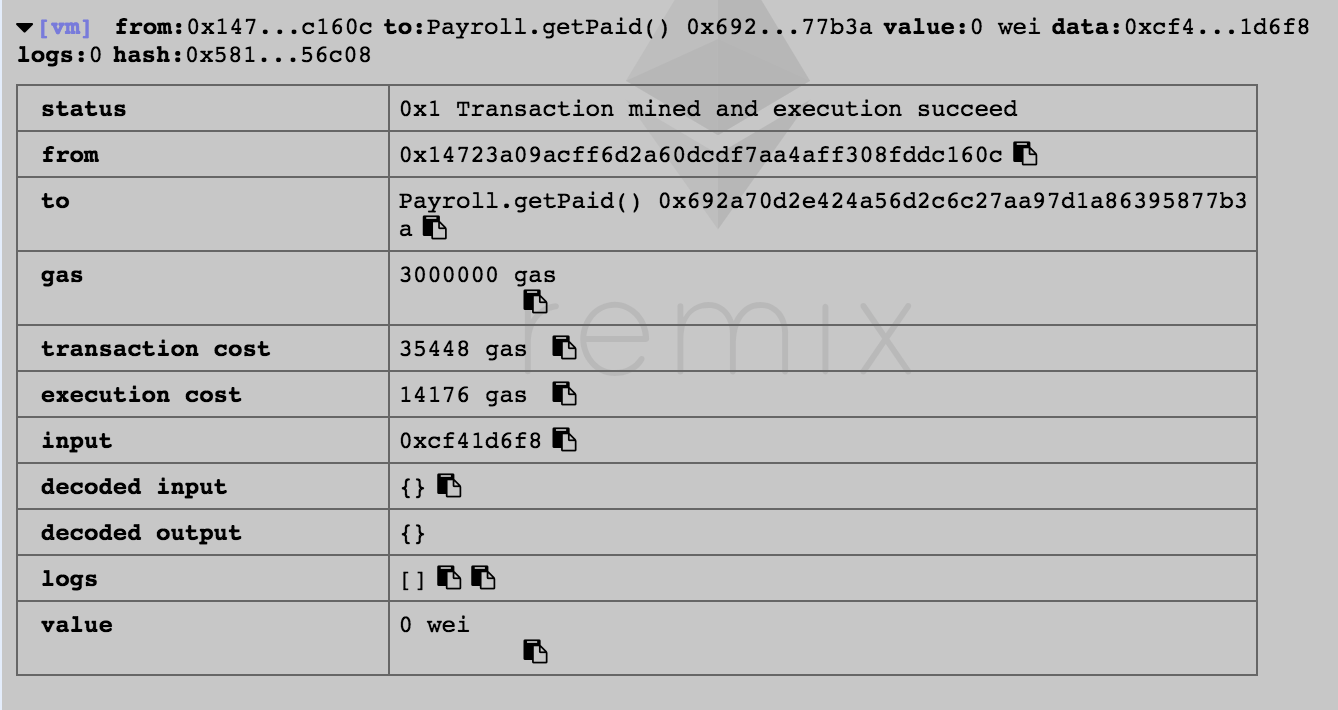 [vm] from:0x147...c160c to:Payroll.getPaid() 0x692...77b3a value:0 wei data:0xcf4...1d6f8
logs:0 hash:0x581...56c08
status 0x1 Transaction mined and execution succeed
from 0x14723a09acff6d2a60dcdf7aa4aff308fddc160c
to Payroll.getPaid() 0x692a70d2e424a56d2c6c27aa97d1a86395877b3
a
gas 3000000 gas
remix
transaction cost 35448 gas
execution cost 14176 gas
input 0xcf41d6f8
decoded input {}
decoded output {}
logs []
value 0 wei